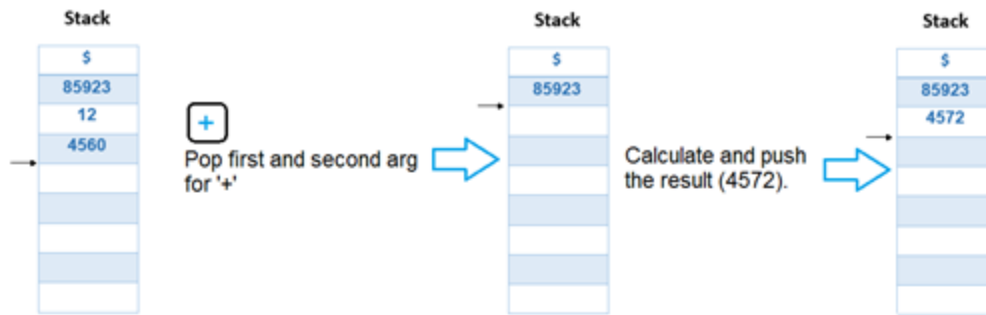 Stack
$
85923
12
4560
+
Pop first and second arg
for '+'
Stack
$
85923
Calculate and push
the result (4572).
Stack
$
85923
4572